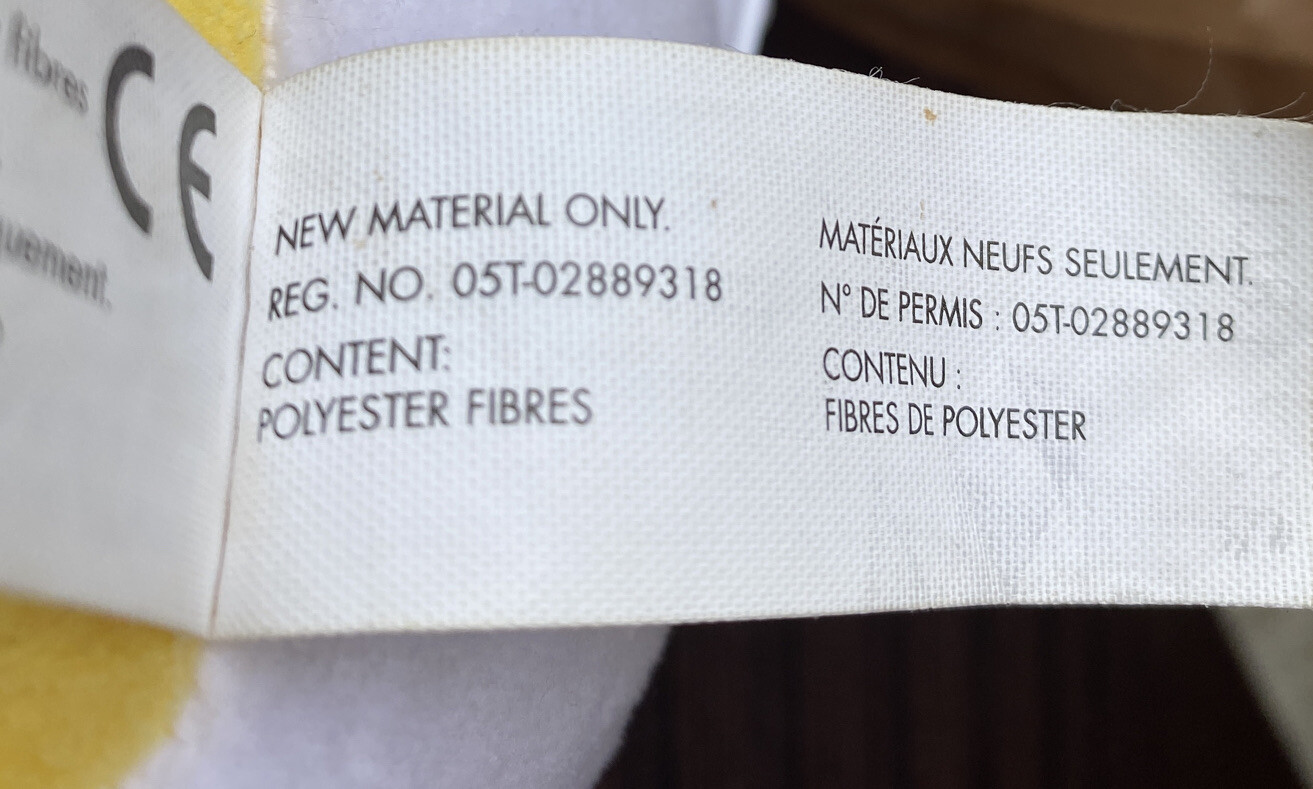 fibres
CE
NEW MATERIAL ONLY.
REG. NO. 05T-02889318
CONTENT:
POLYESTER FIBRES
MATÉRIAUX NEUFS SEULEMENT.
N° DE PERMIS : 05T-02889318
CONTENU :
FIBRES DE POLYESTER